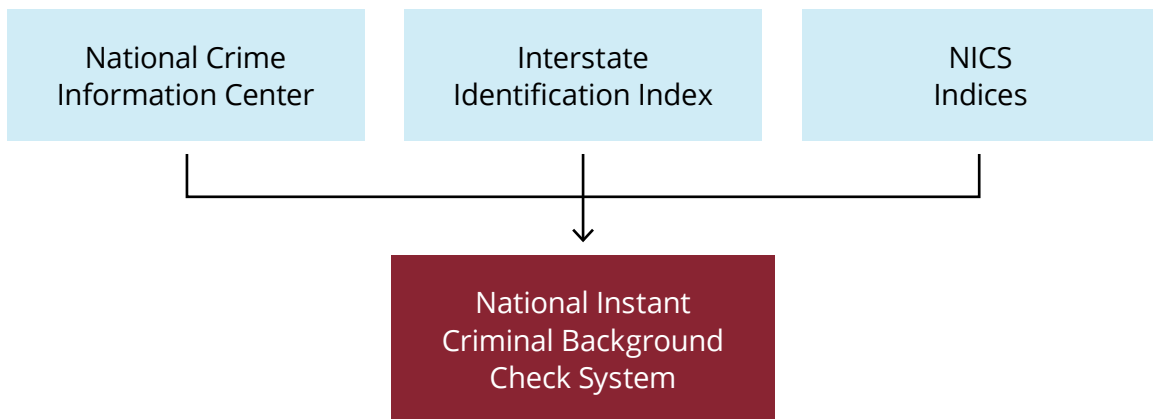 National Crime
Information Center
Interstate
Identification Index
NICS
Indices
National Instant
Criminal Background
Check System